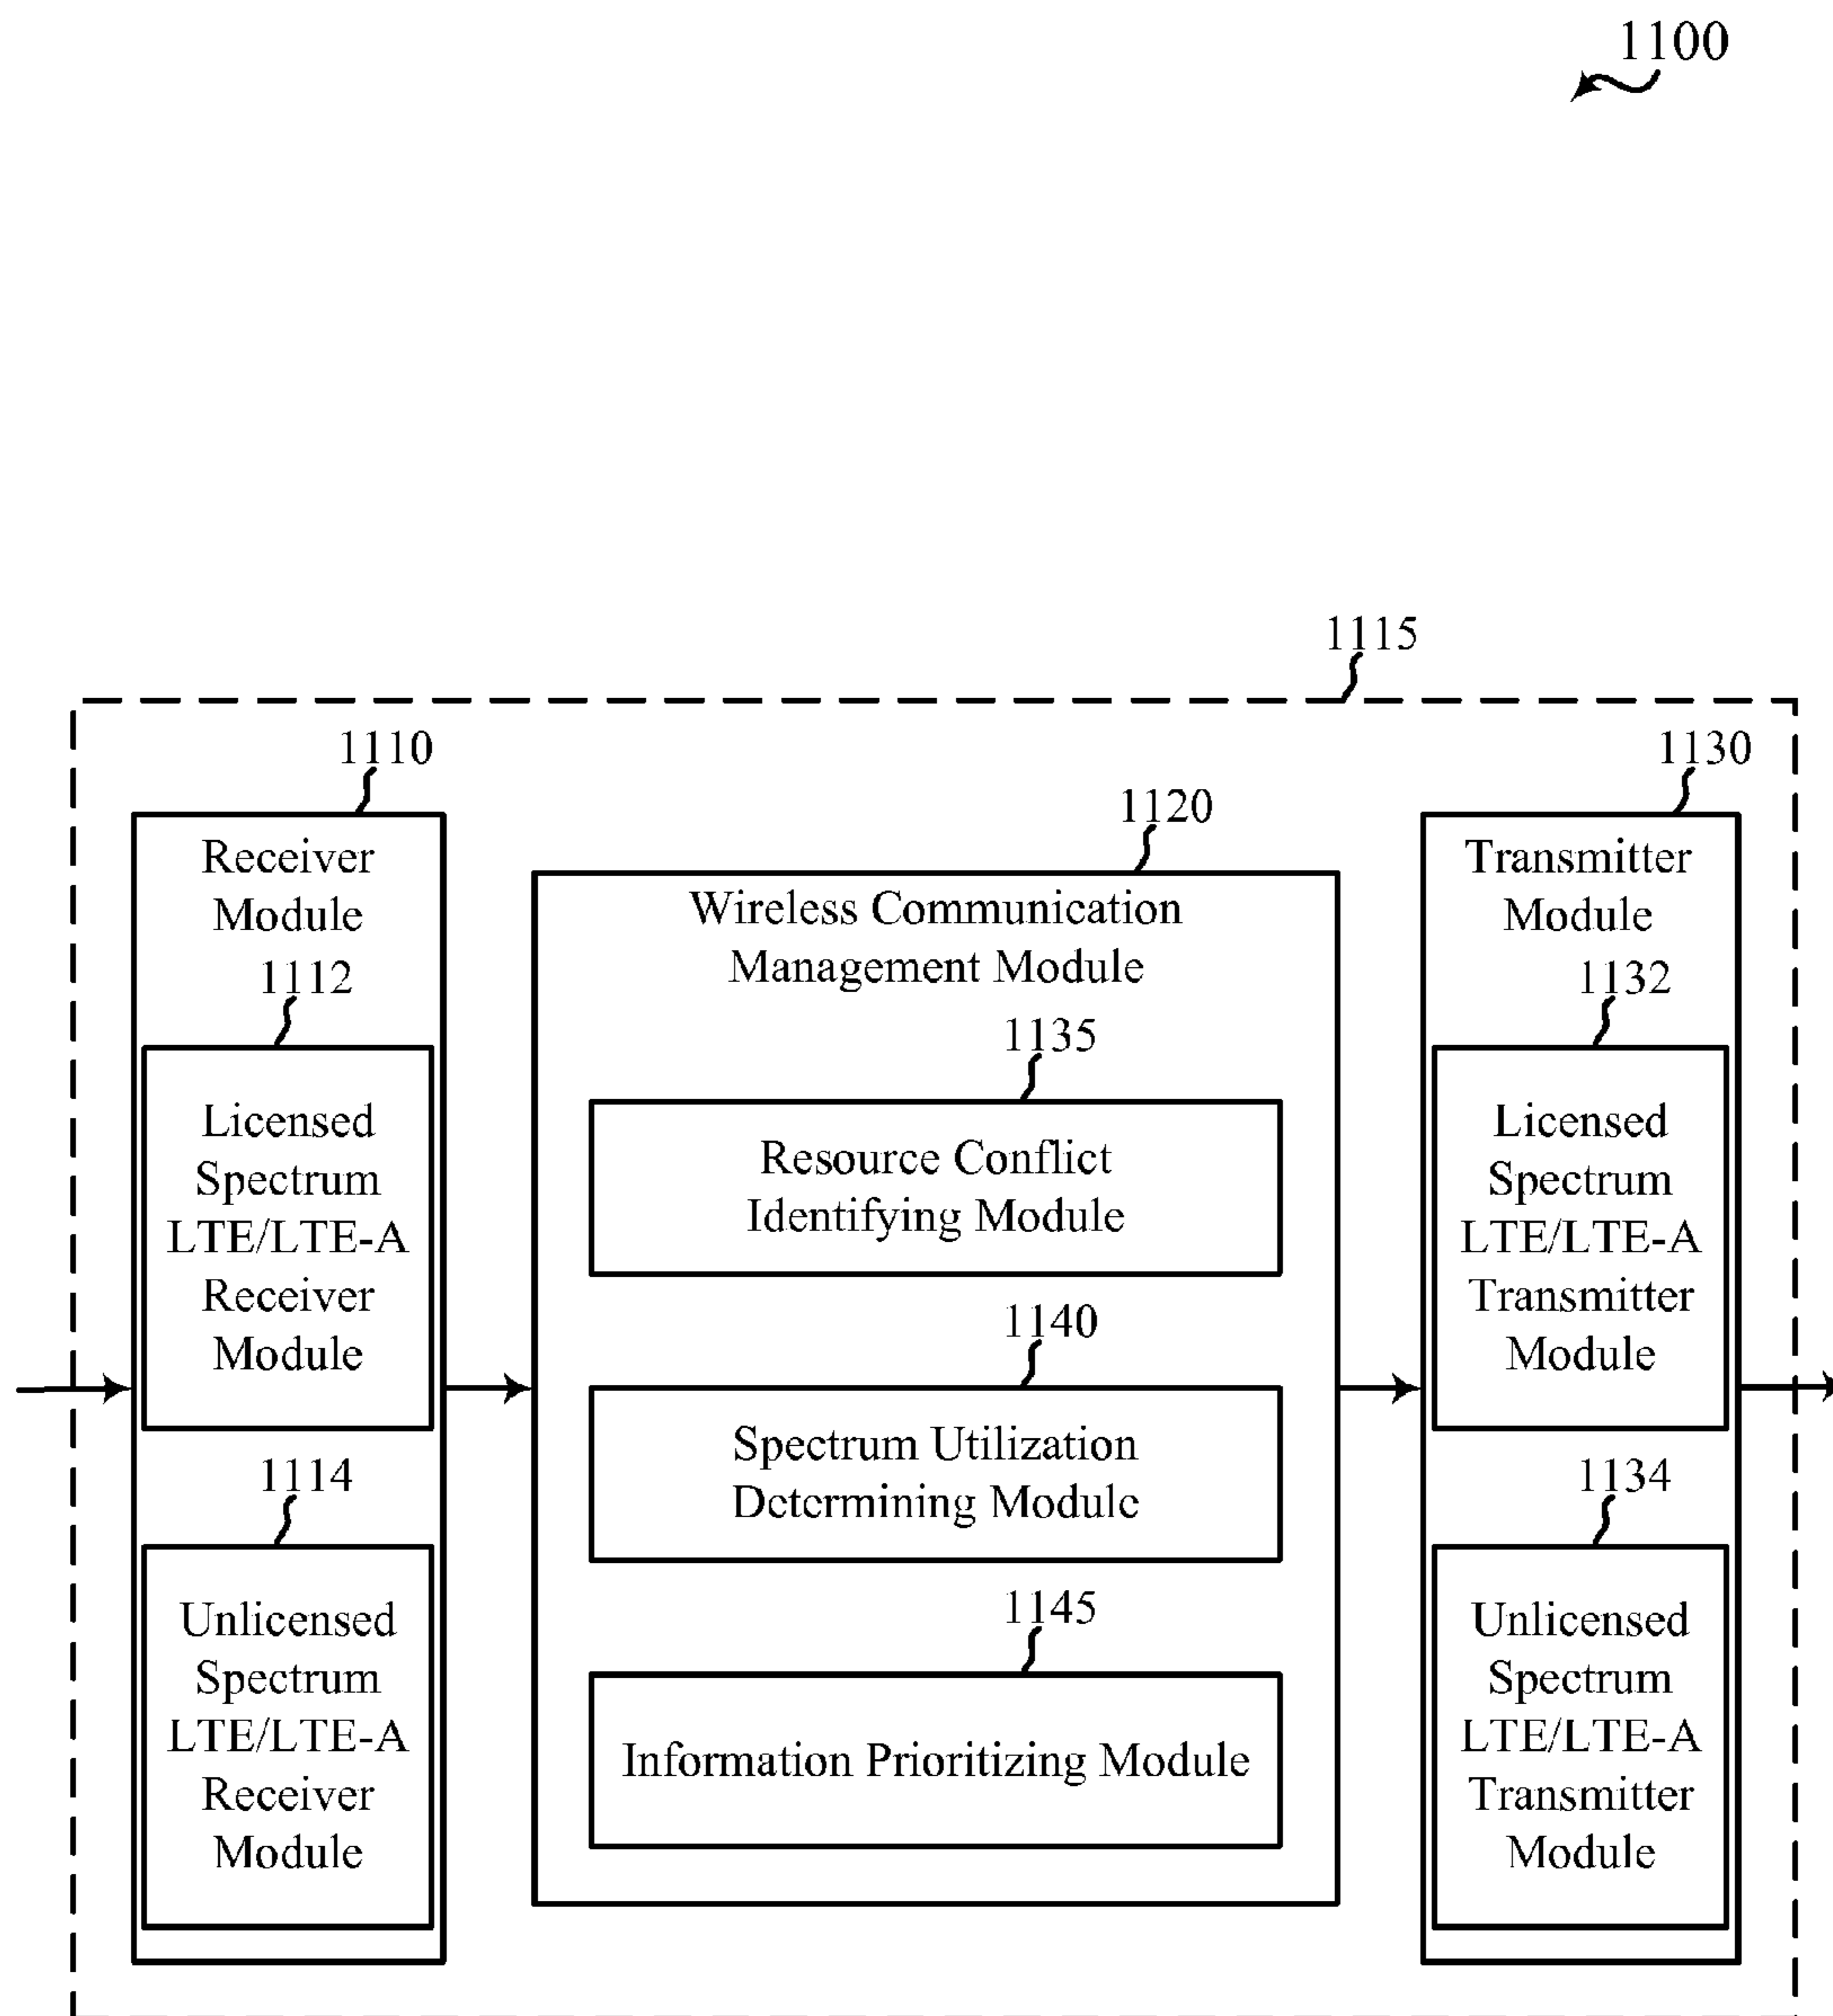 1100
1115
1110
Receiver
Module
1112
Licensed
Spectrum
LTE/LTE-A
Receiver
Module
1114
Unlicensed
Spectrum
LTE/LTE-A
Receiver
Module
1120
Wireless Communication
Management Module
1135
Resource Conflict
Identifying Module
1140
Spectrum Utilization
Determining Module
1145
Information Prioritizing Module
1130
Transmitter
Module
1132
Licensed
Spectrum
LTE/LTE-A
Transmitter
Module
1134
Unlicensed
Spectrum
LTE/LTE-A
Transmitter
Module